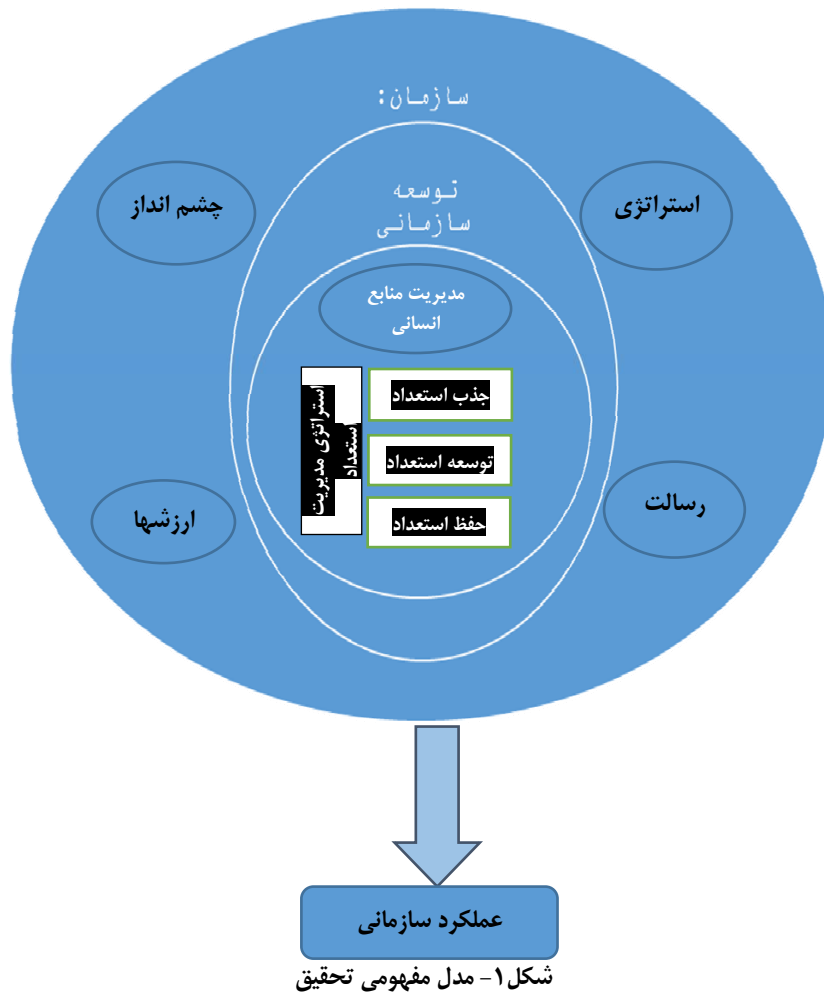 سازمان:
توسعه
سازمانی
استراتژی
چشم انداز
مدیریت منابع
انسانی
جذب استعداد
توسعه استعداد
حفظ استعداد
استراتژی مدیریت
استعداد
رسالت
ارزشها
عملکرد سازمانی
شکل۱- مدل مفهومی تحقیق